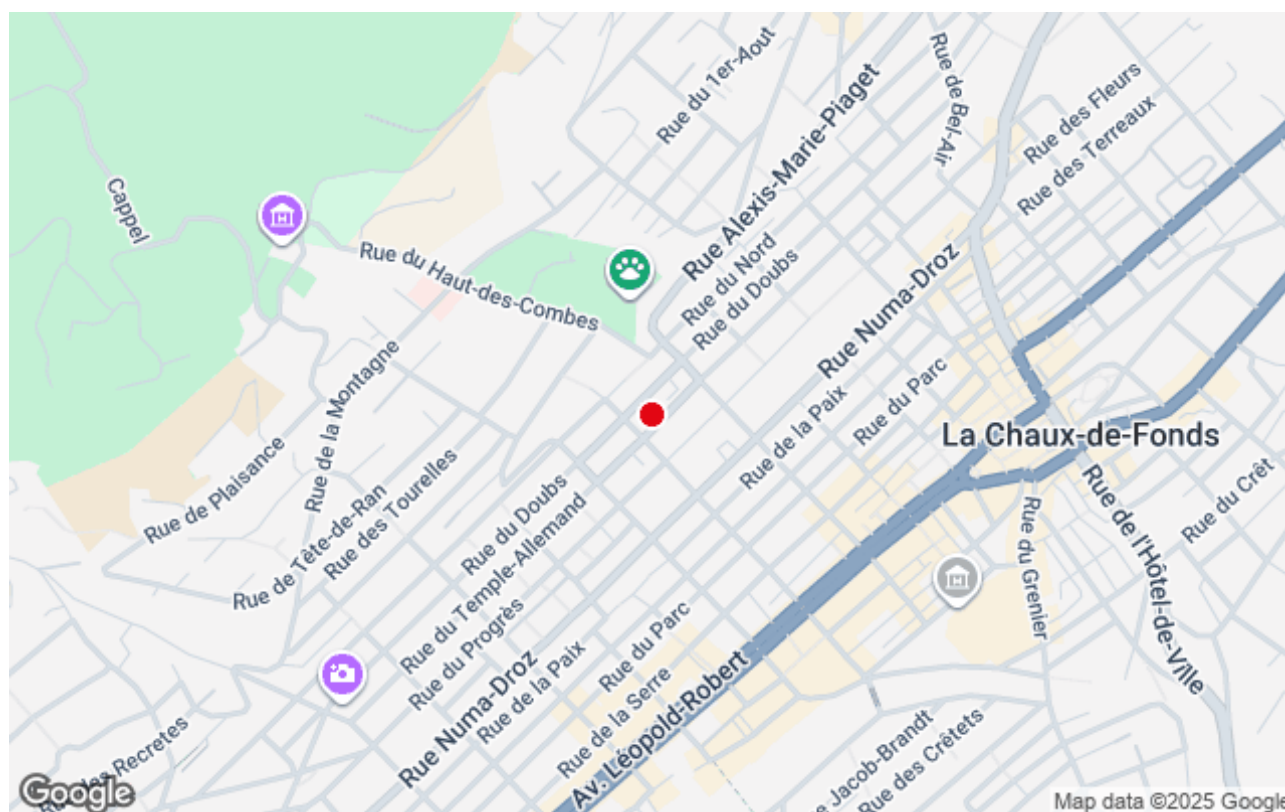 Rue du 1er-Aout
Rue de Bel-Air
Rue des Fleurs
Rue des Terreaux
Rue Alexis-Marie-Piaget
Cappel
Rue du Haut-des-Combes
Rue du Nord
Rue du Doubs
Rue Numa-Droz
Rue du Parc
Rue de la Paix
La Chaux-de-Fonds
Rue de la Montagne
Rue de Plaisance
Rue de Tête-de-Ran
Rue des Tourelles
Rue du Doubs
Rue du Temple-Allemand
Rue du Progrès
Rue Numa-Droz
Rue de la Paix
Rue du Parc
Rue de la Serre
Av. Léopold-Robert
Rue du Grenier
Rue de l'Hôtel-de-Ville
Rue du Crêt
Jacob-Brandt
Rue des Crêtets
Recretes
Google
Map data ©2025 Google